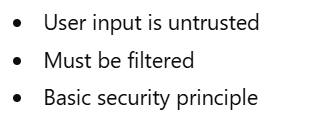 • User input is untrusted
• Must be filtered
• Basic security principle